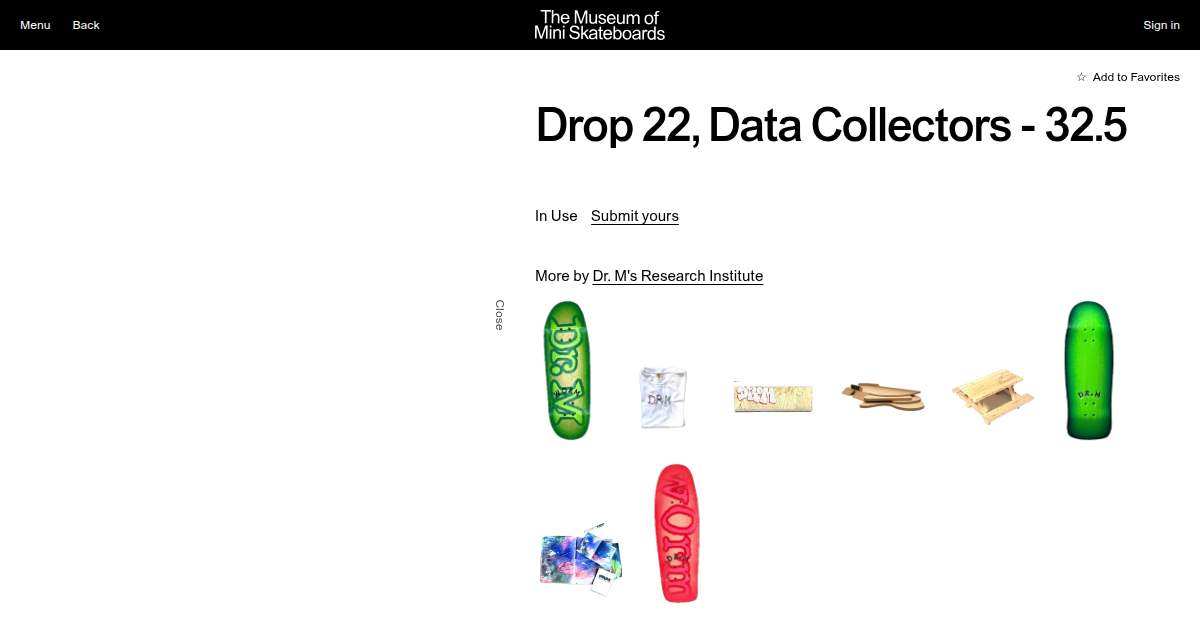 Menu
Back
The Museum of
Mini Skateboards
Sign in
☆ Add to Favorites
Drop 22, Data Collectors - 32.5
In Use
Submit yours
More by Dr. M's Research Institute
Close
DR.M